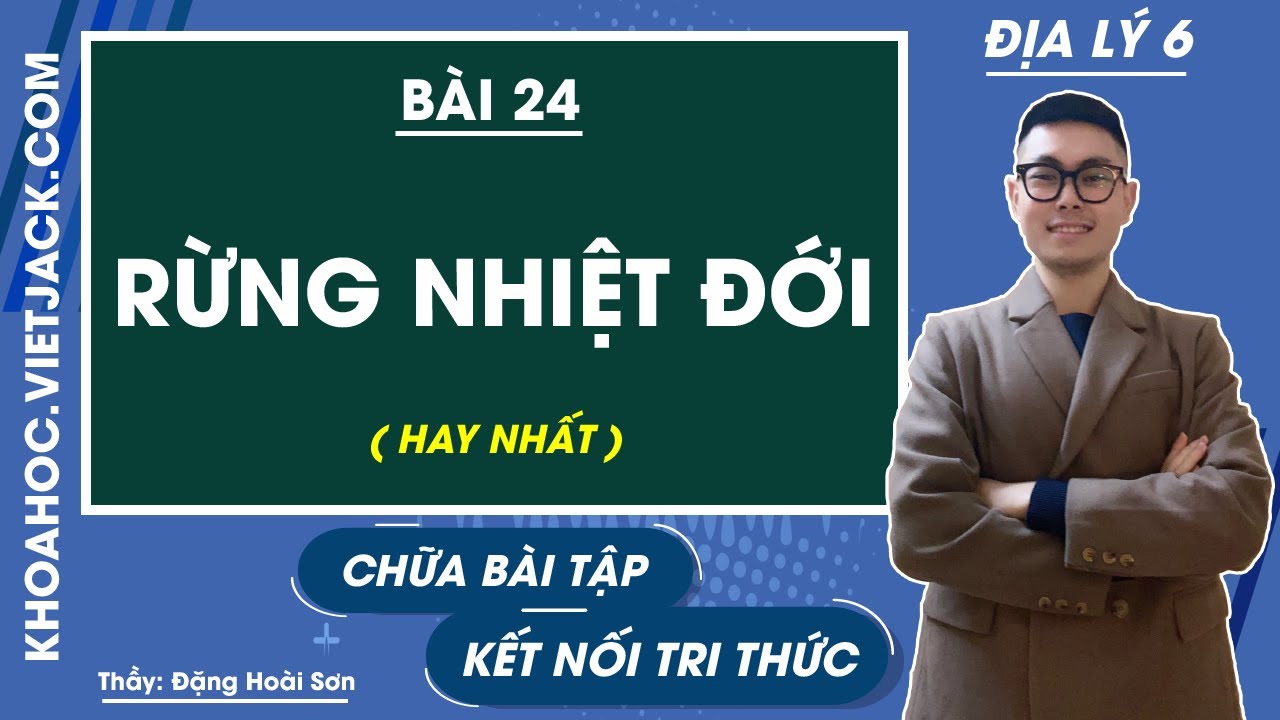 ĐỊA LÝ 6
BÀI 24
RỪNG NHIỆT ĐỚI
( HAY NHẤT )
CHỮA BÀI TẬP
KẾT NỐI TRI THỨC
Thầy: Đặng Hoài Sơn
KHOAHOC.VIETJACK.COM